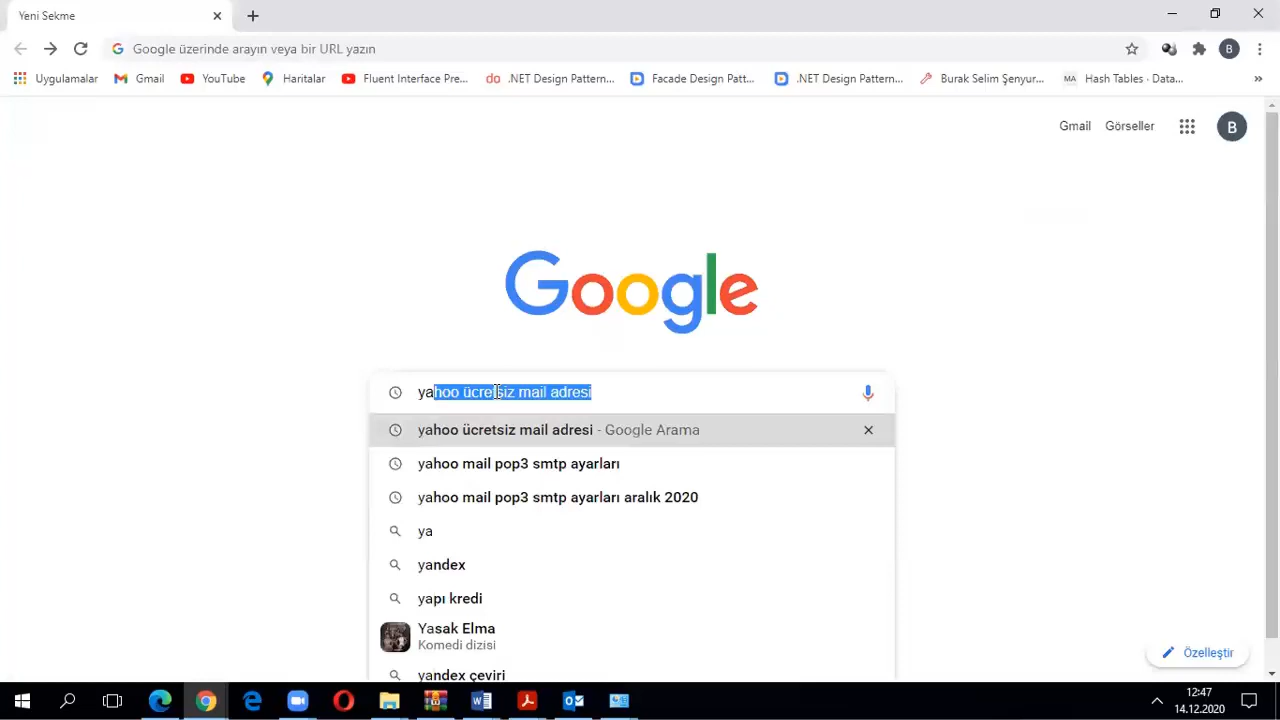 Yeni Sekme
Google üzerinde arayın veya bir URL yazın
Uygulamalar Gmail YouTube Haritalar Fluent Interface Pre... do .NET Design Pattern... Facade Design Patt... .NET Design Pattern... Burak Selim Şenyur... MA Hash Tables - Data... »
B
Gmail Görseller B
Google
yahoo ücretsiz mail adresi
yahoo ücretsiz mail adresi - Google Arama
yahoo mail pop3 smtp ayarları
yahoo mail pop3 smtp ayarları aralık 2020
ya
yandex
yapı kredi
Yasak Elma
Komedi dizisi
yandex çeviri
Özelleştir
12:47
14.12.2020